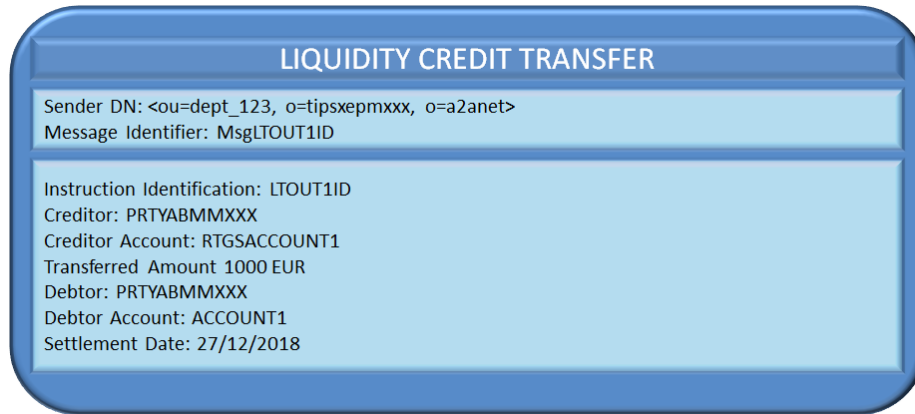 LIQUIDITY CREDIT TRANSFER
Sender DN: <ou=dept_123, o=tipsxepmxxx, o=a2anet>
Message Identifier: MsgLTOUT1ID
Instruction Identification: LTOUT1ID
Creditor: PRTYABMMXXX
Creditor Account: RTGSACCOUNT1
Transferred Amount 1000 EUR
Debtor: PRTYABMMXXX
Debtor Account: ACCOUNT1
Settlement Date: 27/12/2018